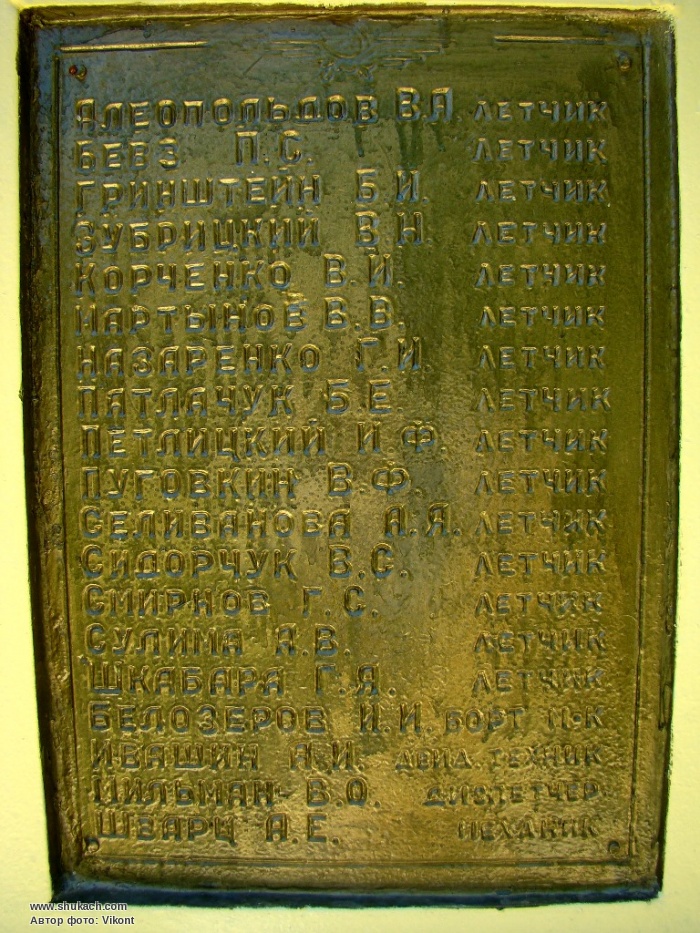 ЯЛЕОПОЛЬДОВ В.Я. ЛЕТЧИК
БЕВЗ П.С. ЛЕТЧИК
ГРИНШТЕЙН Б.И. ЛЕТЧИК
ЗУБРИЦКИЙ В.Н. ЛЕТЧИК
КОРЧЕНКО В.И. ЛЕТЧИК
МАРТЫНОВ В.В. ЛЕТЧИК
НАЗАРЕНКО Г.И. ЛЕТЧИК
ПЯТЛАЧУК Б.Е. ЛЕТЧИК
ПЕТЛИЦКИЙ И.Ф. ЛЕТЧИК
ПУГОВКИН В.Ф. ЛЕТЧИК
СЕЛИВАНОВА А.Я. ЛЕТЧИК
СИДОРЧУК В.С. ЛЕТЧИК
СМИРНОВ Г.С. ЛЕТЧИК
СУЛИМА А.В. ЛЕТЧИК
ШКАБАРА Г.Я. ЛЕТЧИК
БЕЛОЗЕРОВ И.И. БОРТ М-К
ИВАШИН А.И. АВИА.ТЕХНИК
МИЛЬМАН В.О. ДИСПЕТЧЕР
ШВАРЦ А.Е. МЕХАНИК
www.shukach.com
Автор фото: Vikont